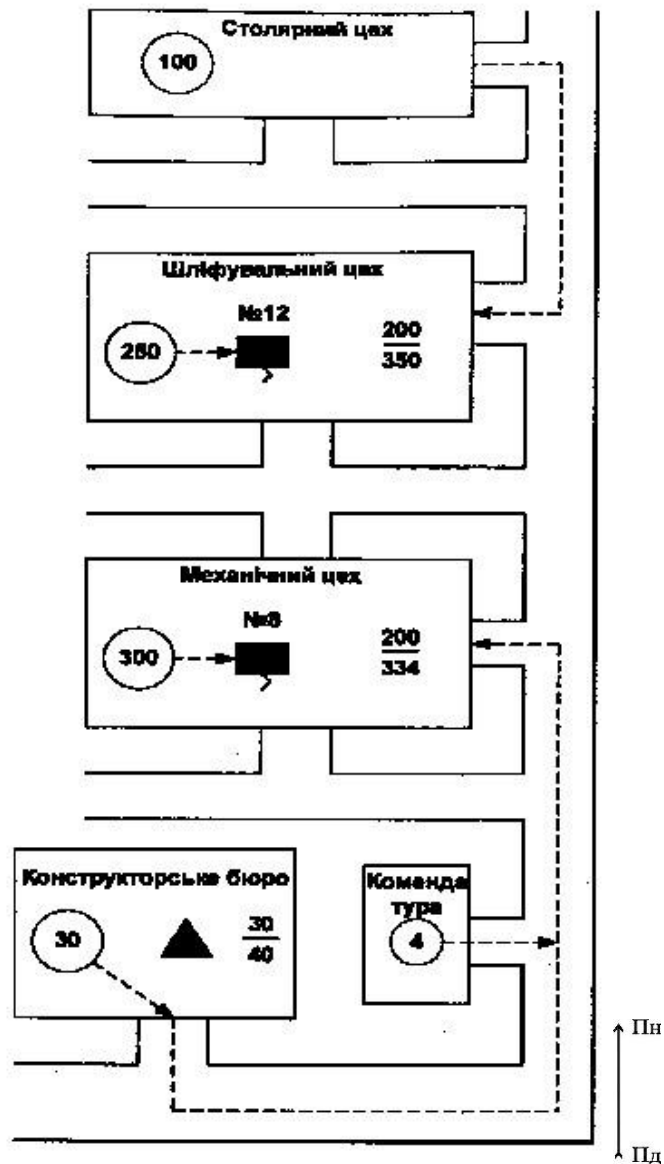 Столярний цех
100
Шліфувальний цех
№12
250
200
350
Механічний цех
№8
300
200
334
Конструкторське бюро
30
30
40
Команда
тура
4
Пн
Пд